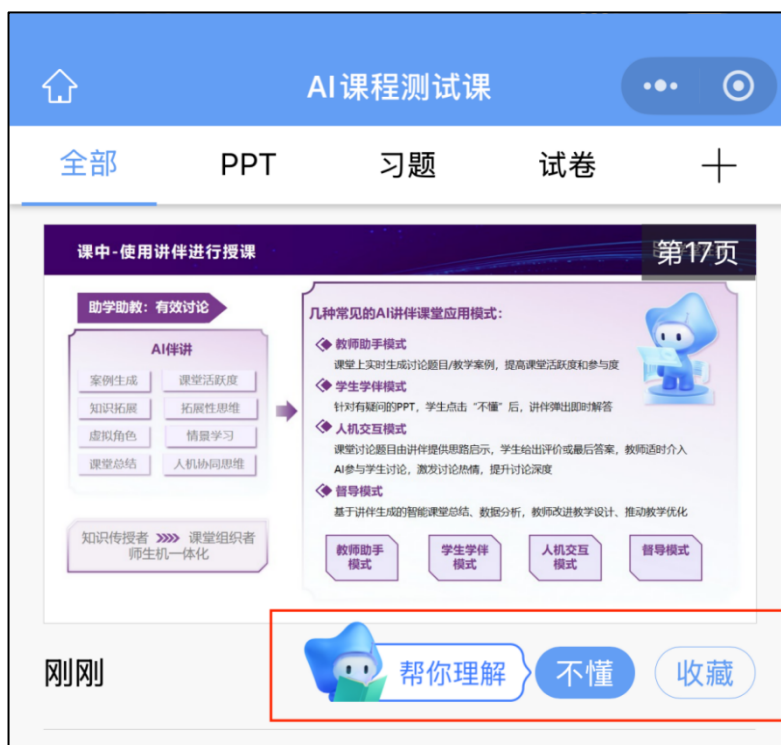 AI课程测试课
全部 PPT 习题 试卷
课中-使用讲伴进行授课
第17页
助学助教：有效讨论
AI伴讲
案例生成 课堂活跃度
知识拓展 拓展性思维
虚拟角色 情景学习
课堂总结 人机协同思维
知识传授者 >>>> 课堂组织者
师生机一体化
几种常见的AI讲伴课堂应用模式：
教师助手模式
课堂上实时生成讨论题目/教学案例，提高课堂活跃度和参与度
学生学伴模式
针对有疑问的PPT，学生点击“不懂”后，讲伴弹出即时解答
人机交互模式
课堂讨论题目由讲伴提供思路启示，学生给出评价或最后答案，教师适时介入
AI参与学生讨论，激发讨论热情，提升讨论深度
督导模式
基于讲伴生成的智能课堂总结、数据分析，教师改进教学设计、推动教学优化
教师助手
模式
学生学伴
模式
人机交互
模式
督导模式
刚刚
帮你理解 不懂 收藏